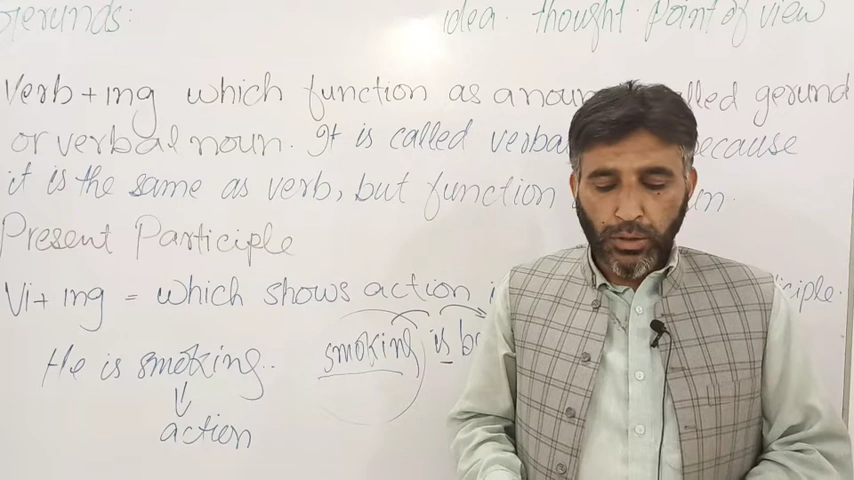 Gerunds:
idea. thought. point of view
Verb+ing which function as a noun called gerund
or verbal noun. It is called verbal because
it is the same as verb, but function
Present Participle
Vi+ing = which shows action
He is smoking. smoking is
action